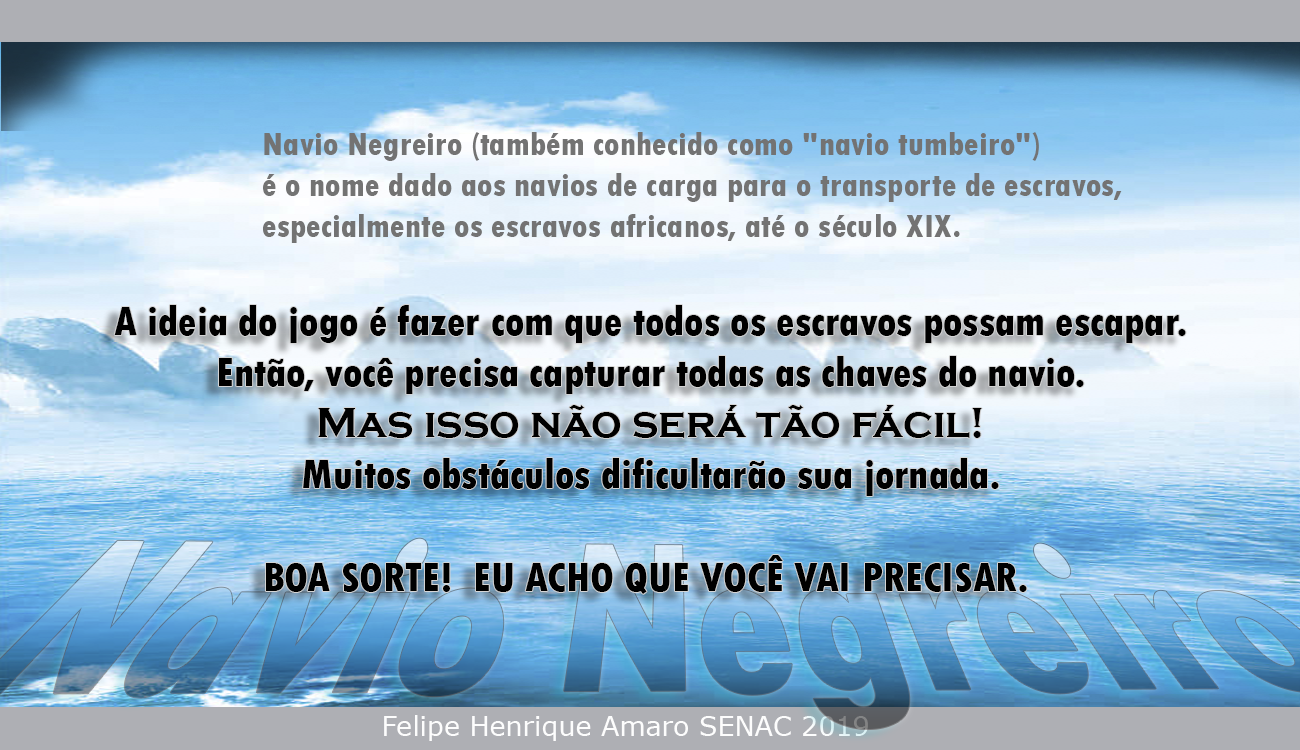 Navio Negreiro (também conhecido como "navio tumbeiro")
é o nome dado aos navios de carga para o transporte de escravos,
especialmente os escravos africanos, até o século XIX.
A ideia do jogo é fazer com que todos os escravos possam escapar.
Então, você precisa capturar todas as chaves do navio.
MAS ISSO NÃO SERÁ TÃO FÁCIL!
Muitos obstáculos dificultarão sua jornada.
BOA SORTE! EU ACHO QUE VOCÊ VAI PRECISAR.
Navio Negreiro
Felipe Henrique Amaro SENAC 2019